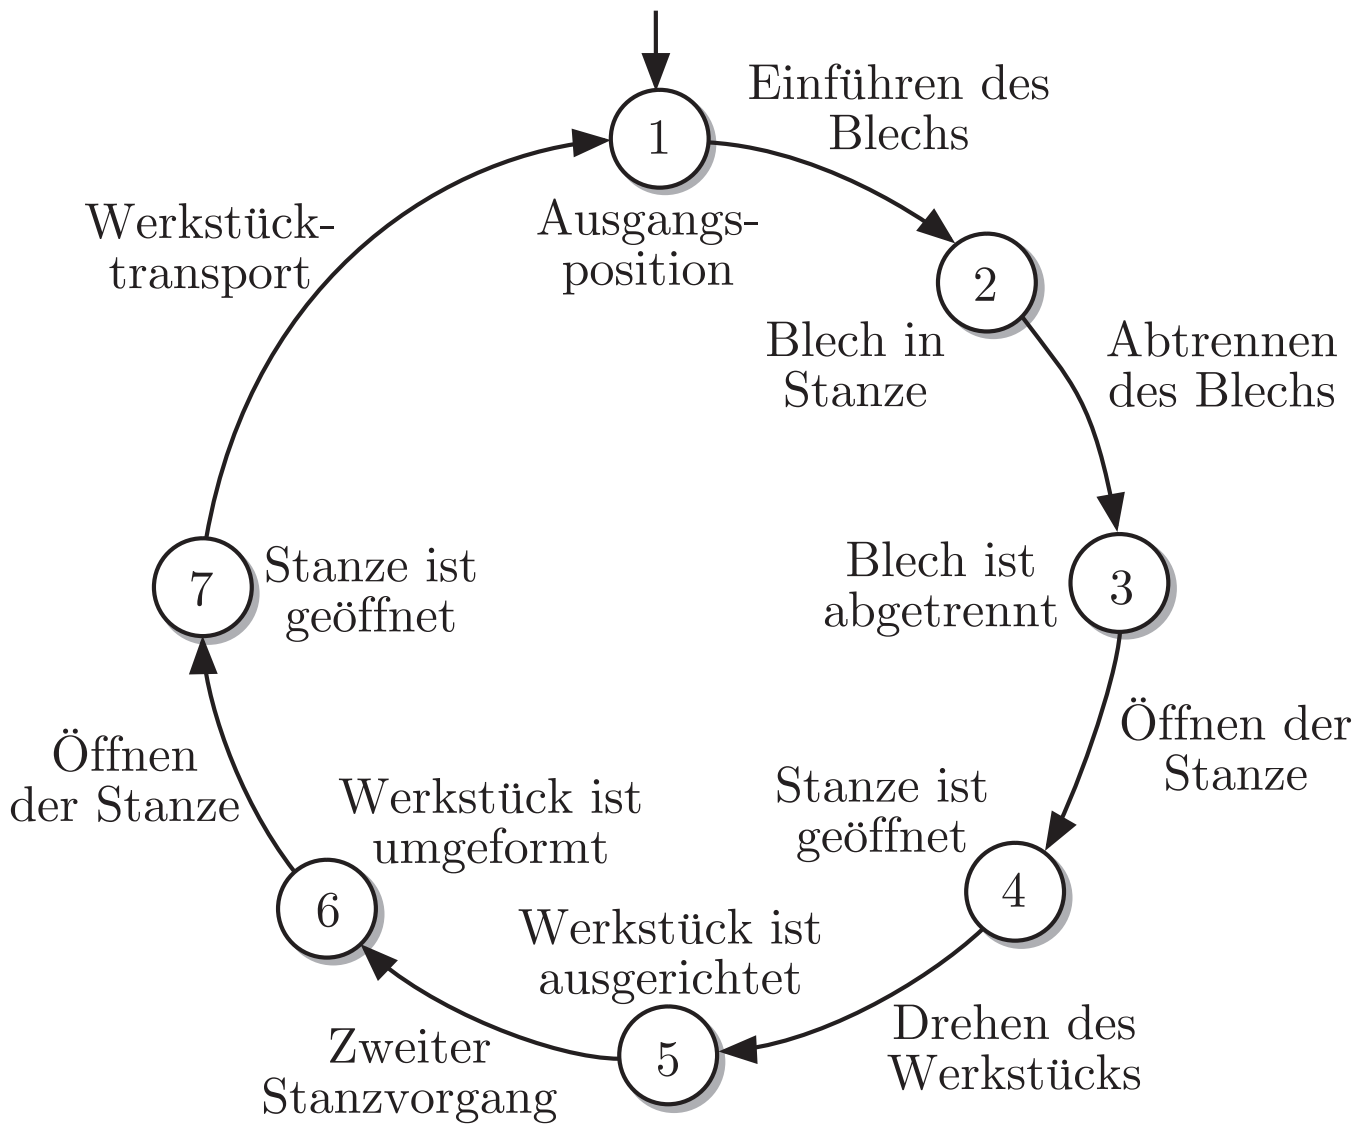 1
Einführen des
Blechs
Ausgangs-
position
2
Blech in
Stanze
Abtrennen
des Blechs
3
Blech ist
abgetrennt
Öffnen der
Stanze
4
Stanze ist
geöffnet
Drehen des
Werkstücks
5
Werkstück ist
ausgerichtet
Zweiter
Stanzvorgang
6
Werkstück ist
umgeformt
Öffnen
der Stanze
7
Stanze ist
geöffnet
Werkstück-
transport